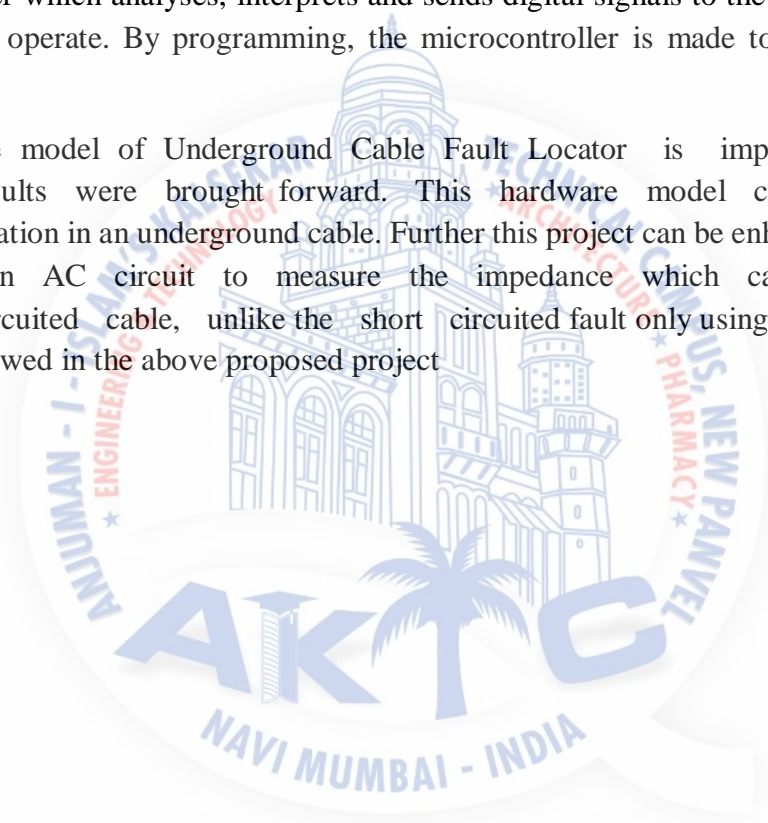 er which analyses, interprets and sends digital signals to the
operate. By programming, the microcontroller is made to
model of Underground Cable Fault Locator is imp
ults were brought forward. This hardware model c
ation in an underground cable. Further this project can be enh
n AC circuit to measure the impedance which ca
rcuited cable, unlike the short circuited fault only using
wed in the above proposed project
ANJUMAN - I - ISLAM'S KALSEKAR TECHNICAL CAMPUS, NEW PANVEL
★ ENGINEERING & TECHNOLOGY ★ ARCHITECTURE ★ PHARMACY ★
AKTC
NAVI MUMBAI - INDIA